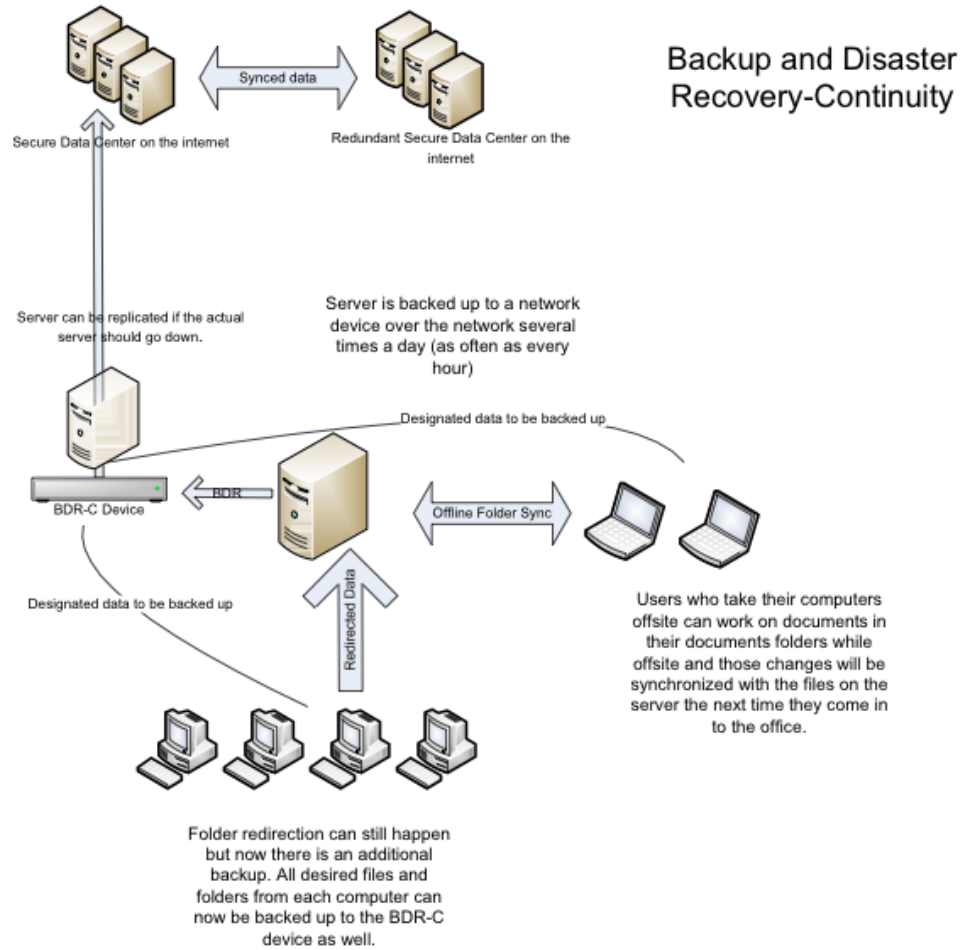 Backup and Disaster
Recovery-Continuity
Synced data
Secure Data Center on the internet
Redundant Secure Data Center on the
internet
Server can be replicated if the actual
server should go down.
Server is backed up to a network
device over the network several
times a day (as often as every
hour)
Designated data to be backed up
BDR
BDR-C Device
Offline Folder Sync
Redirected Data
Designated data to be backed up
Users who take their computers
offsite can work on documents in
their documents folders while
offsite and those changes will be
synchronized with the files on the
server the next time they come in
to the office.
Folder redirection can still happen
but now there is an additional
backup. All desired files and
folders from each computer can
now be backed up to the BDR-C
device as well.